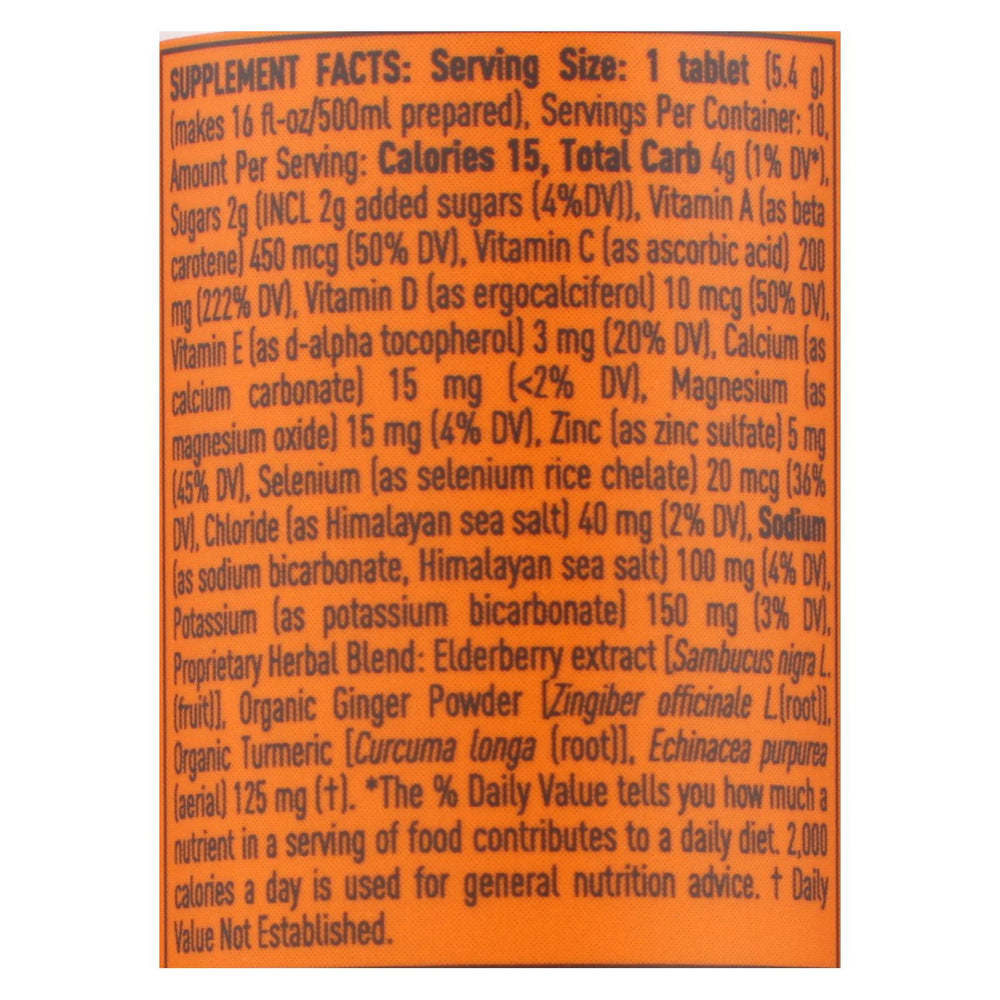 SUPPLEMENT FACTS: Serving Size: 1 tablet (5.4 g)
(makes 16 fl-oz/500ml prepared), Servings Per Container: 10,
Amount Per Serving: Calories 15, Total Carb 4g (1% DV*),
Sugars 2g (INCL 2g added sugars (4%DV)), Vitamin A (as beta
carotene) 450 mcg (50% DV), Vitamin C (as ascorbic acid) 200
mg (222% DV), Vitamin D (as ergocalciferol) 10 mcg (50% DV),
Vitamin E (as d-alpha tocopherol) 3 mg (20% DV), Calcium (as
calcium carbonate) 15 mg (<2% DV), Magnesium (as
magnesium oxide) 15 mg (4% DV), Zinc (as zinc sulfate) 5 mg
(45% DV), Selenium (as selenium rice chelate) 20 mcg (36%
DV), Chloride (as Himalayan sea salt) 40 mg (2% DV), Sodium
(as sodium bicarbonate, Himalayan sea salt) 100 mg (4% DV),
Potassium (as potassium bicarbonate) 150 mg (3% DV),
Proprietary Herbal Blend: Elderberry extract [Sambucus nigra L.
(fruit)], Organic Ginger Powder [Zingiber officinale L(root)],
Organic Turmeric [Curcuma longa (root)], Echinacea purpurea
(aerial) 125 mg (†). *The % Daily Value tells you how much a
nutrient in a serving of food contributes to a daily diet. 2,000
calories a day is used for general nutrition advice. † Daily
Value Not Established.